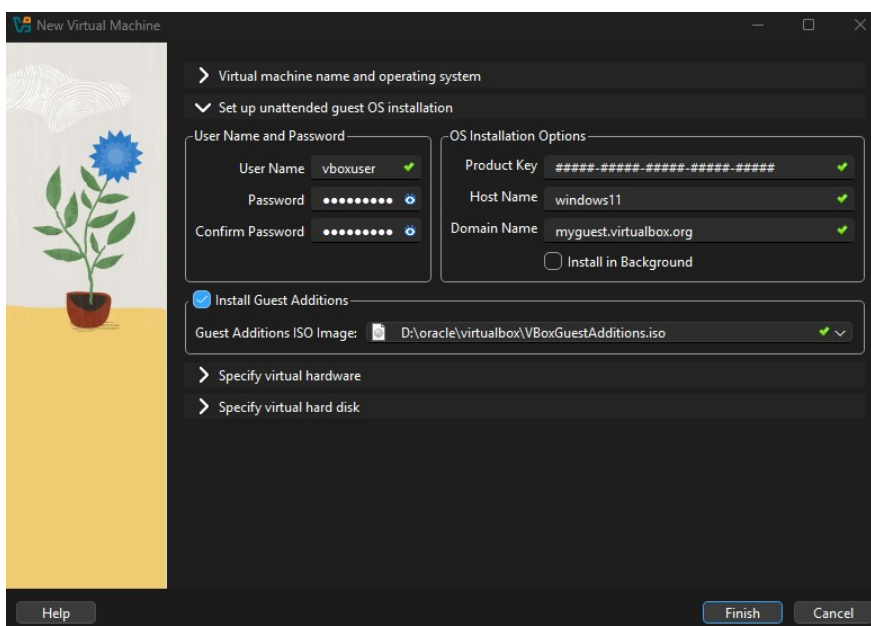 New Virtual Machine
Virtual machine name and operating system
Set up unattended guest OS installation
User Name and Password
User Name vboxuser
Password •••••••••
Confirm Password •••••••••
OS Installation Options
Product Key #####-#####-#####-#####-#####
Host Name windows11
Domain Name myguest.virtualbox.org
Install in Background
Install Guest Additions
Guest Additions ISO Image: D:\oracle\virtualbox\VBoxGuestAdditions.iso
Specify virtual hardware
Specify virtual hard disk
Help Finish Cancel